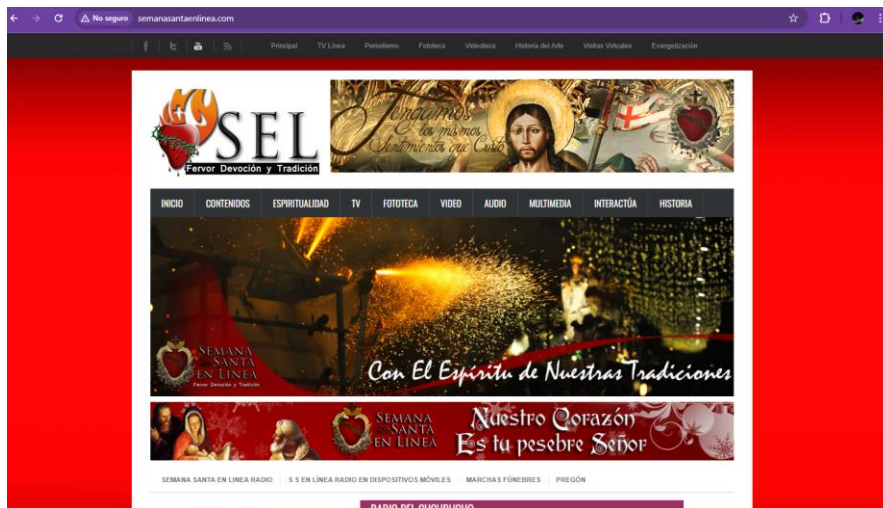 No seguro semanasantaenlinea.com
Principal TV Línea Periodismo Fototeca Videoteca Historia del Arte Visitas Virtuales Evangelización
SEL
Fervor Devoción y Tradición
Tengamos
los mismos
Sentimientos que Cristo
INICIO CONTENIDOS ESPIRITUALIDAD TV FOTOTECA VIDEO AUDIO MULTIMEDIA INTERACTÚA HISTORIA
SEMANA
SANTA
EN LINEA
Fervor Devoción y Tradición
Con El Espíritu de Nuestras Tradiciones
SEMANA
SANTA
EN LINEA
Nuestro Corazón
Es tu pesebre Señor
SEMANA SANTA EN LINEA RADIO S S EN LÍNEA RADIO EN DISPOSITIVOS MÓVILES MARCHAS FÚNEBRES PREGÓN